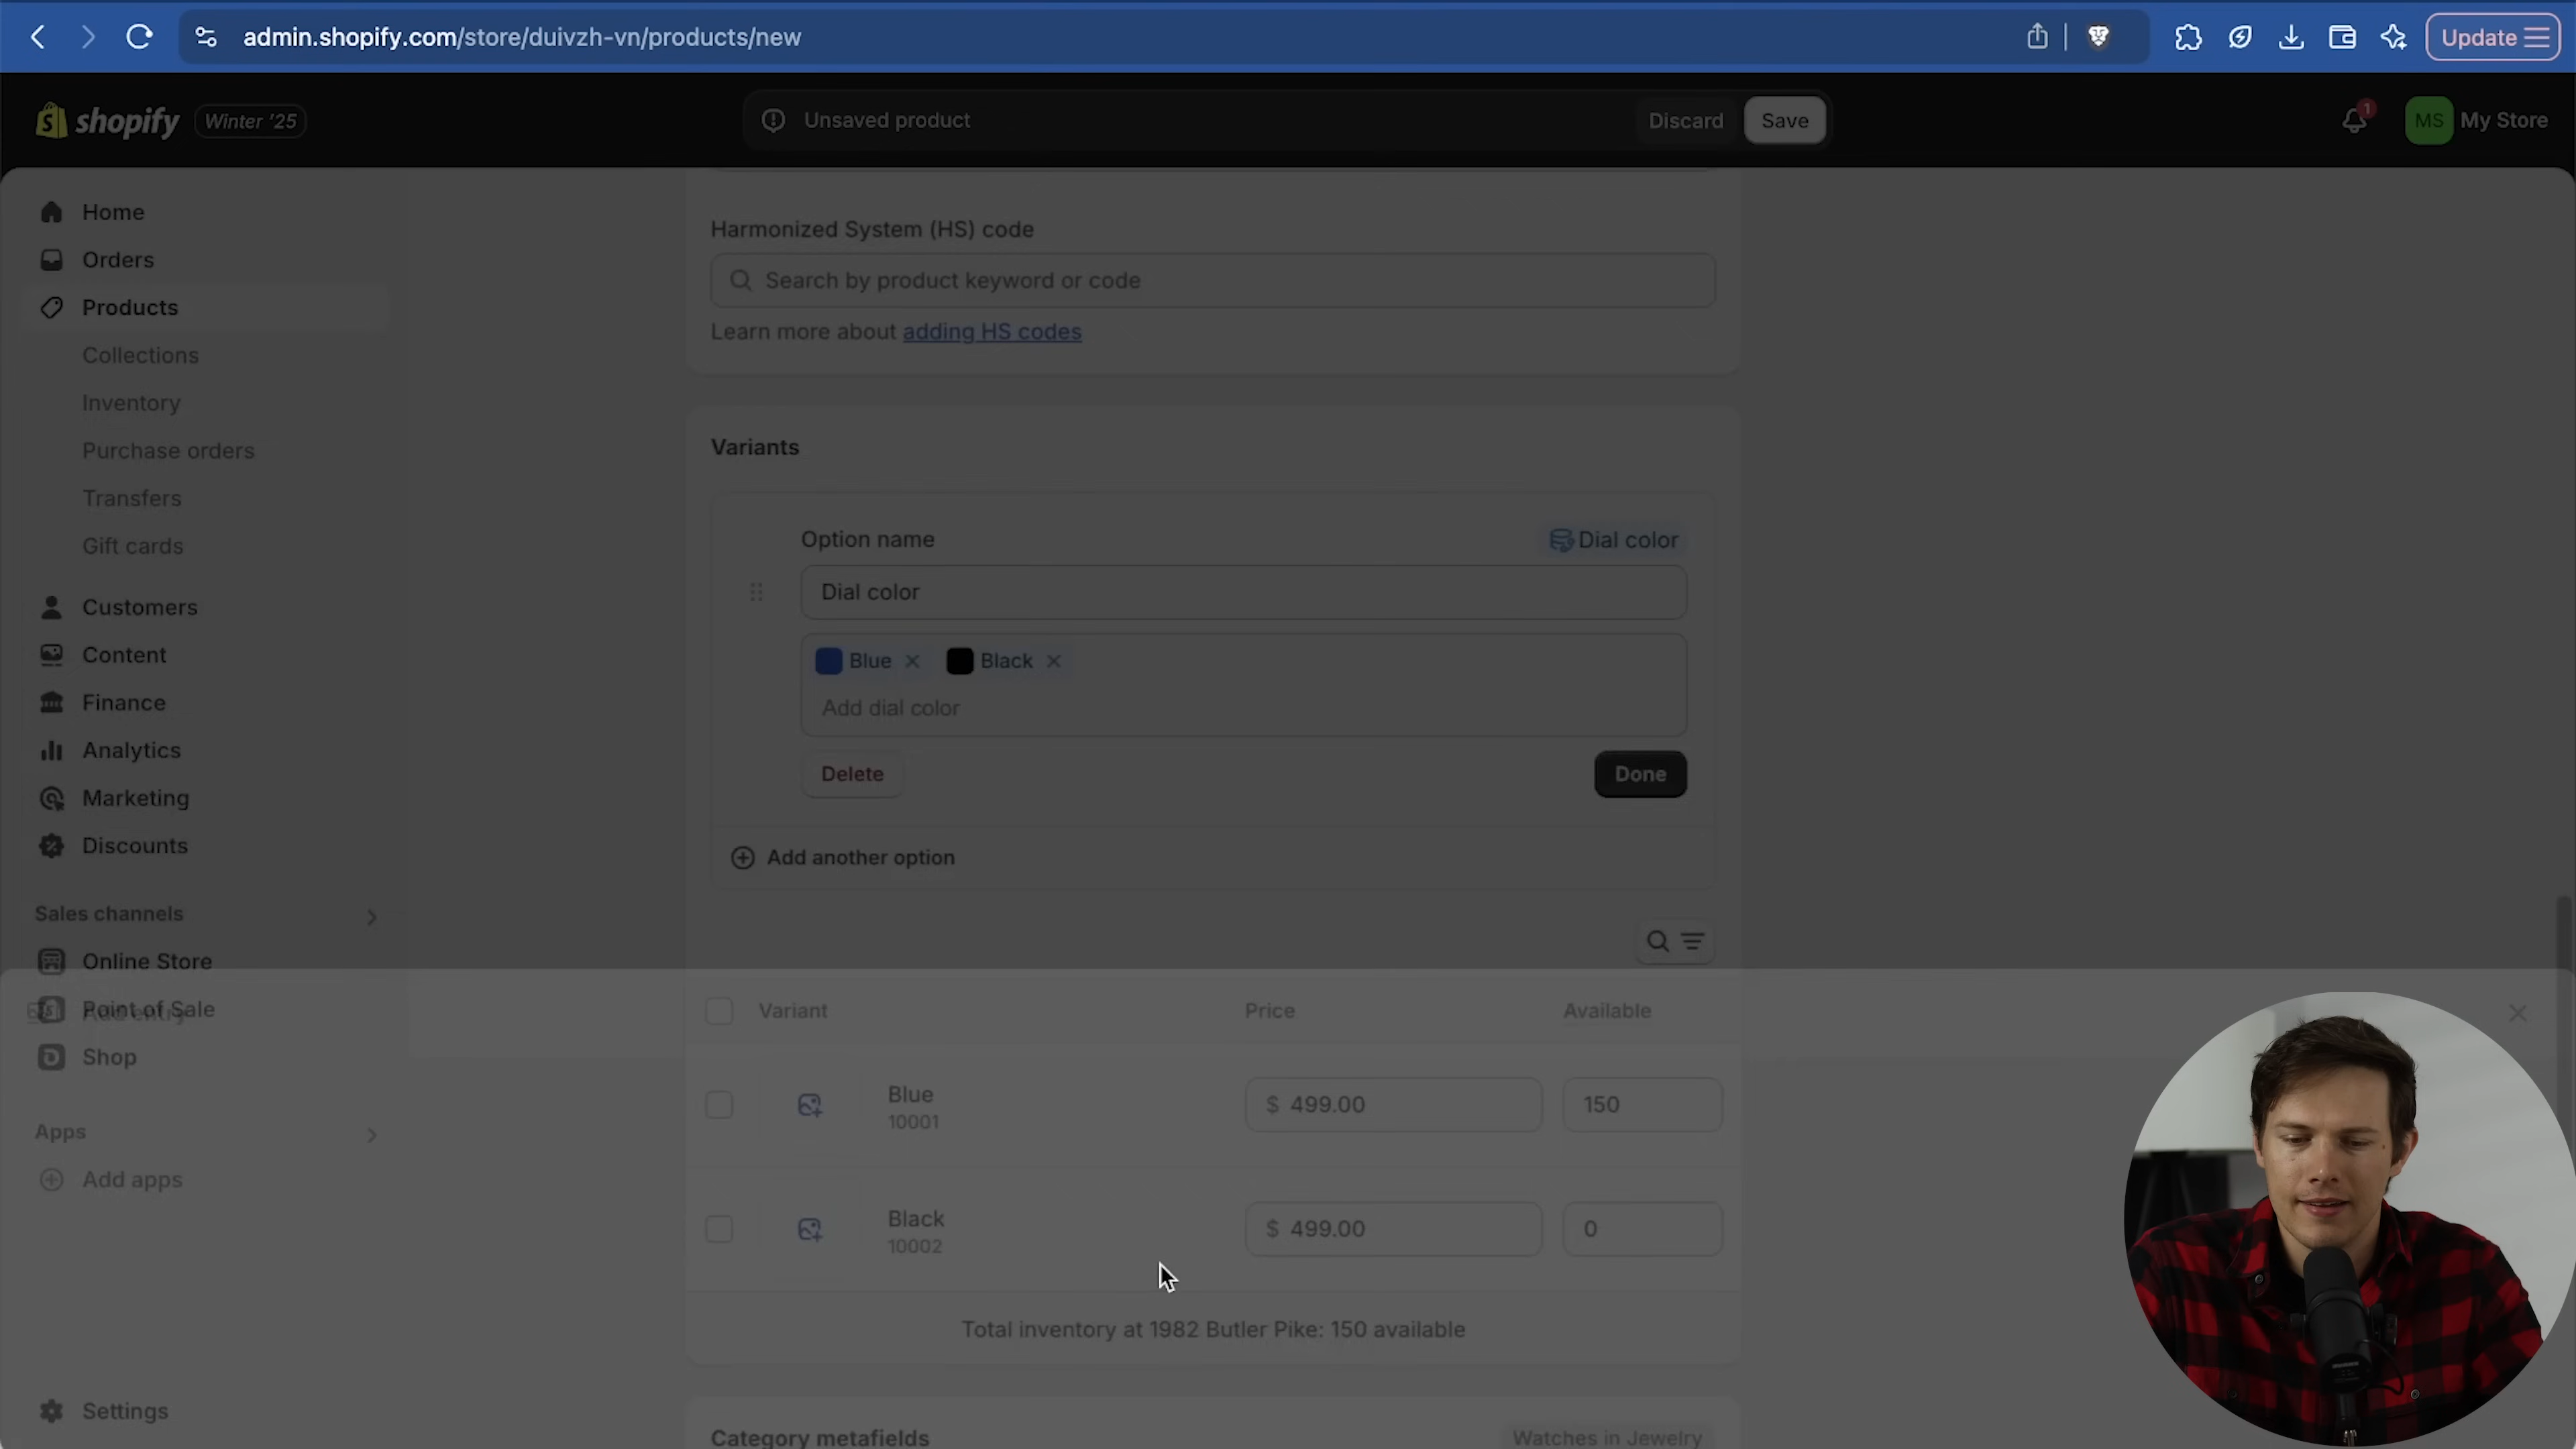 admin.shopify.com/store/duivzh-vn/products/new
Update
shopify
Winter '25
Unsaved product
Discard
Save
1
MS
My Store
Home
Orders
Products
Collections
Inventory
Purchase orders
Transfers
Gift cards
Customers
Content
Finance
Analytics
Marketing
Discounts
Sales channels
Online Store
Point of Sale
Add entry
Shop
Apps
Add apps
Settings
Harmonized System (HS) code
Search by product keyword or code
Learn more about adding HS codes
Variants
Option name
Dial color
Dial color
Blue
Black
Add dial color
Delete
Done
Add another option
Variant
Price
Available
Blue
10001
$ 499.00
150
Black
10002
$ 499.00
0
Total inventory at 1982 Butler Pike: 150 available
Category metafields
Watches in Jewelry